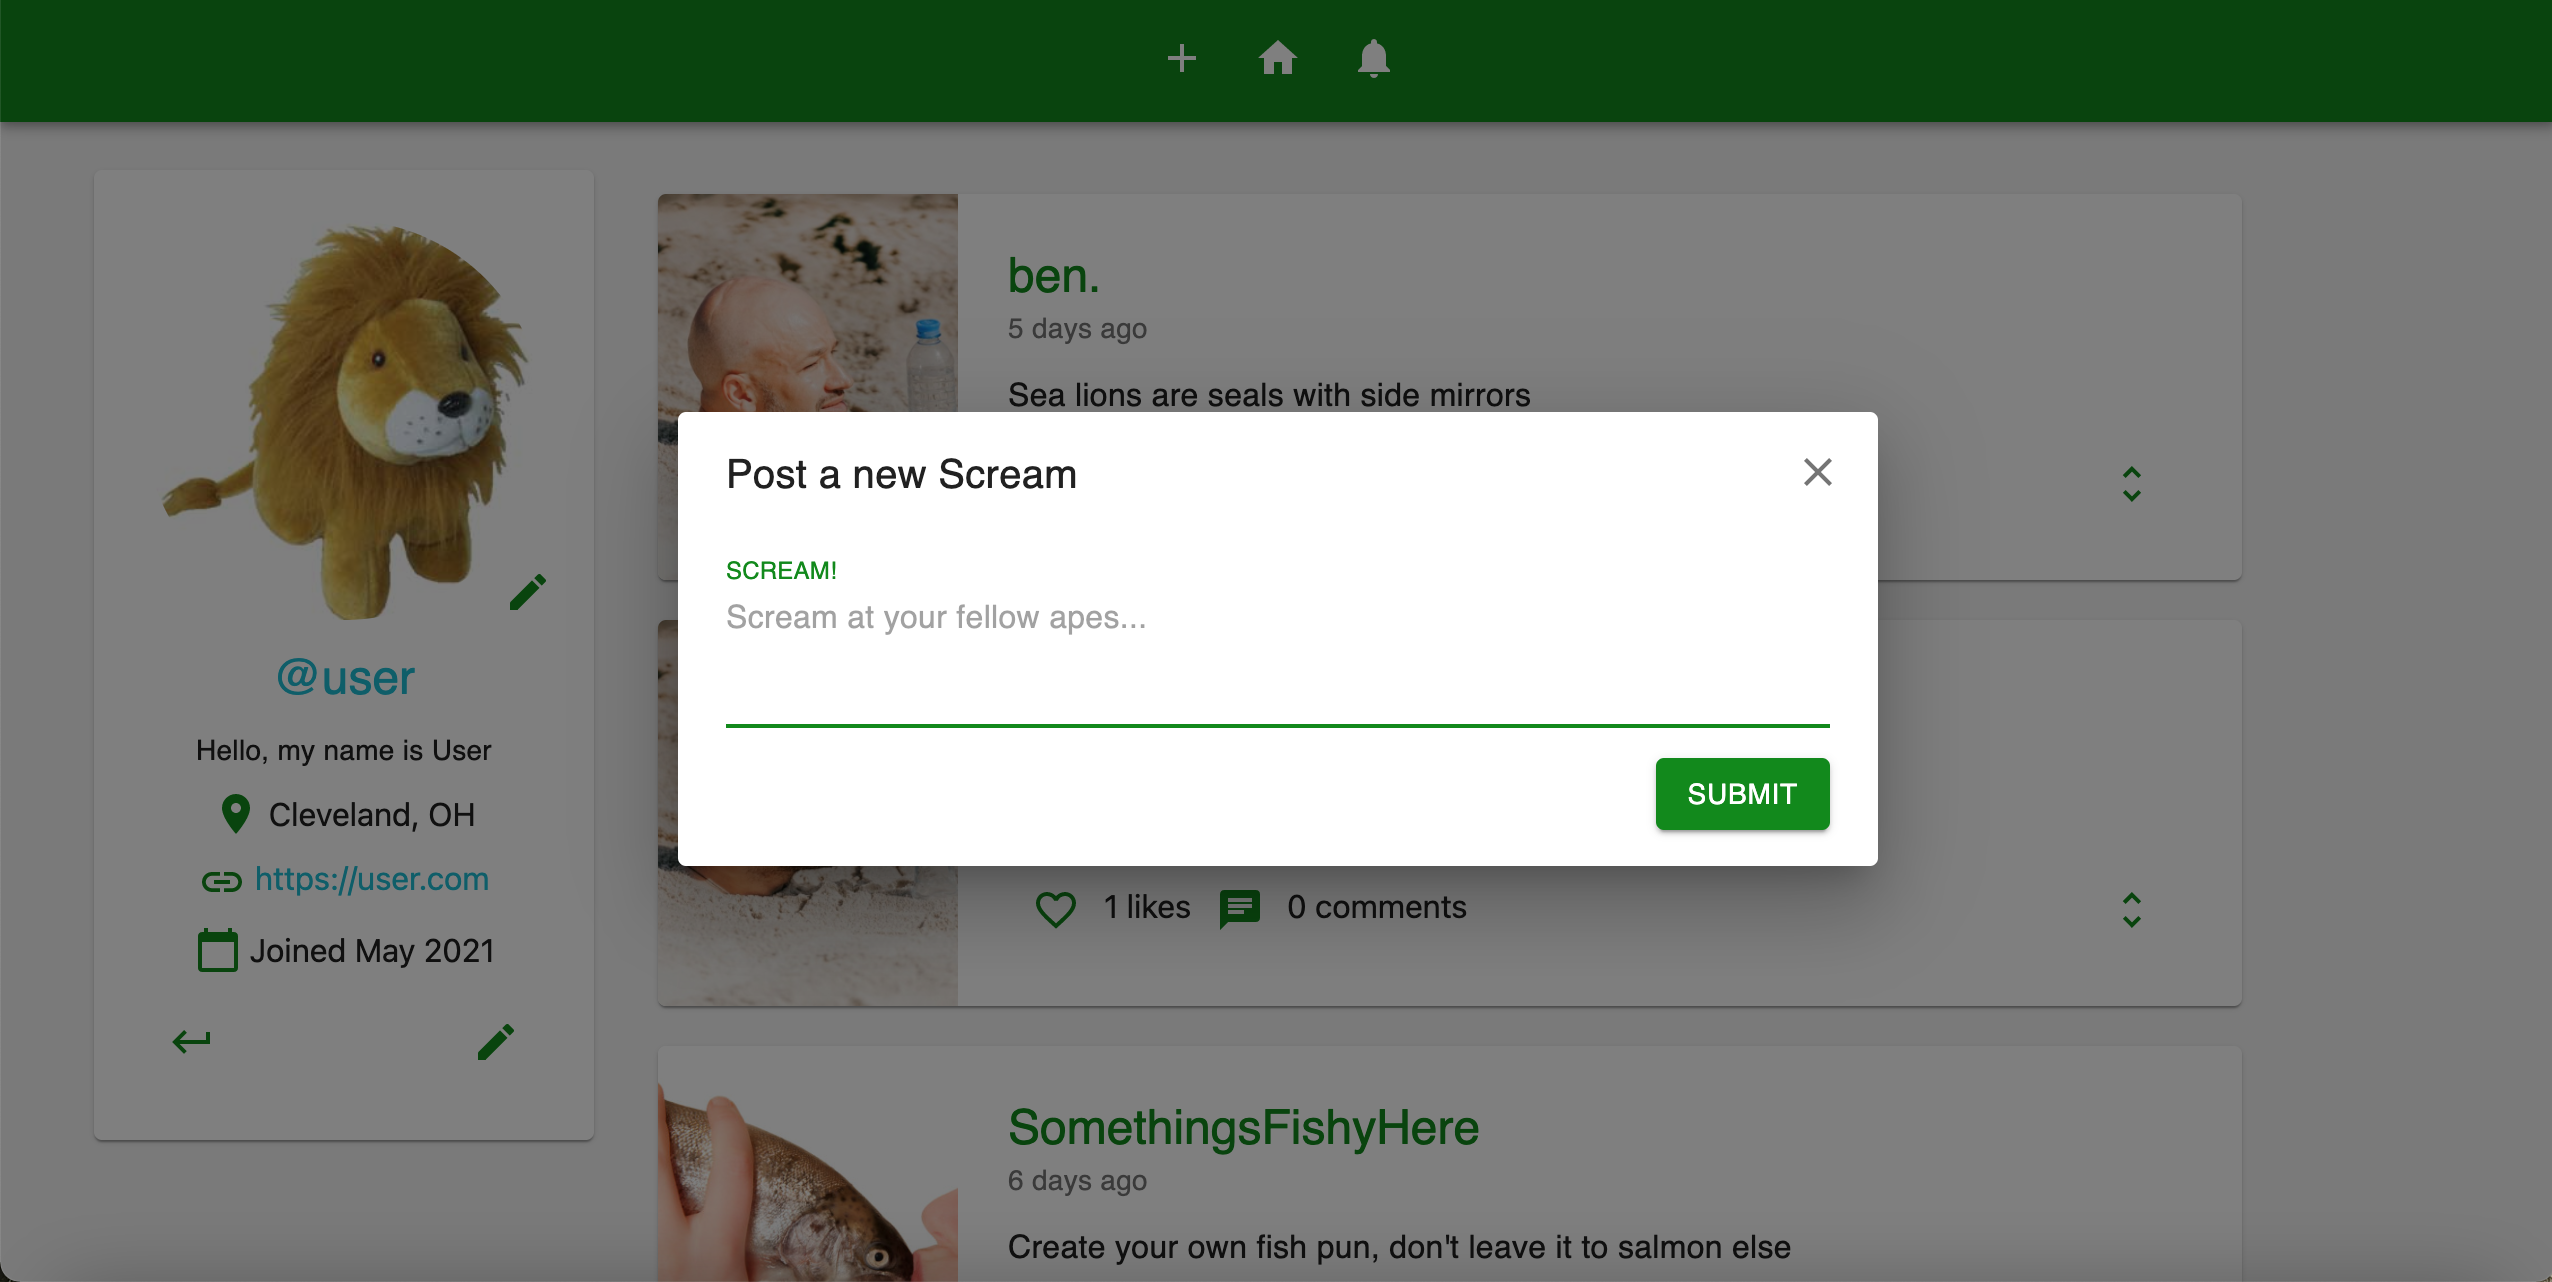 @user
Hello, my name is User
Cleveland, OH
https://user.com
Joined May 2021
ben.
5 days ago
Sea lions are seals with side mirrors
Post a new Scream
SCREAM!
Scream at your fellow apes...
SUBMIT
1 likes 0 comments
SomethingsFishyHere
6 days ago
Create your own fish pun, don't leave it to salmon else